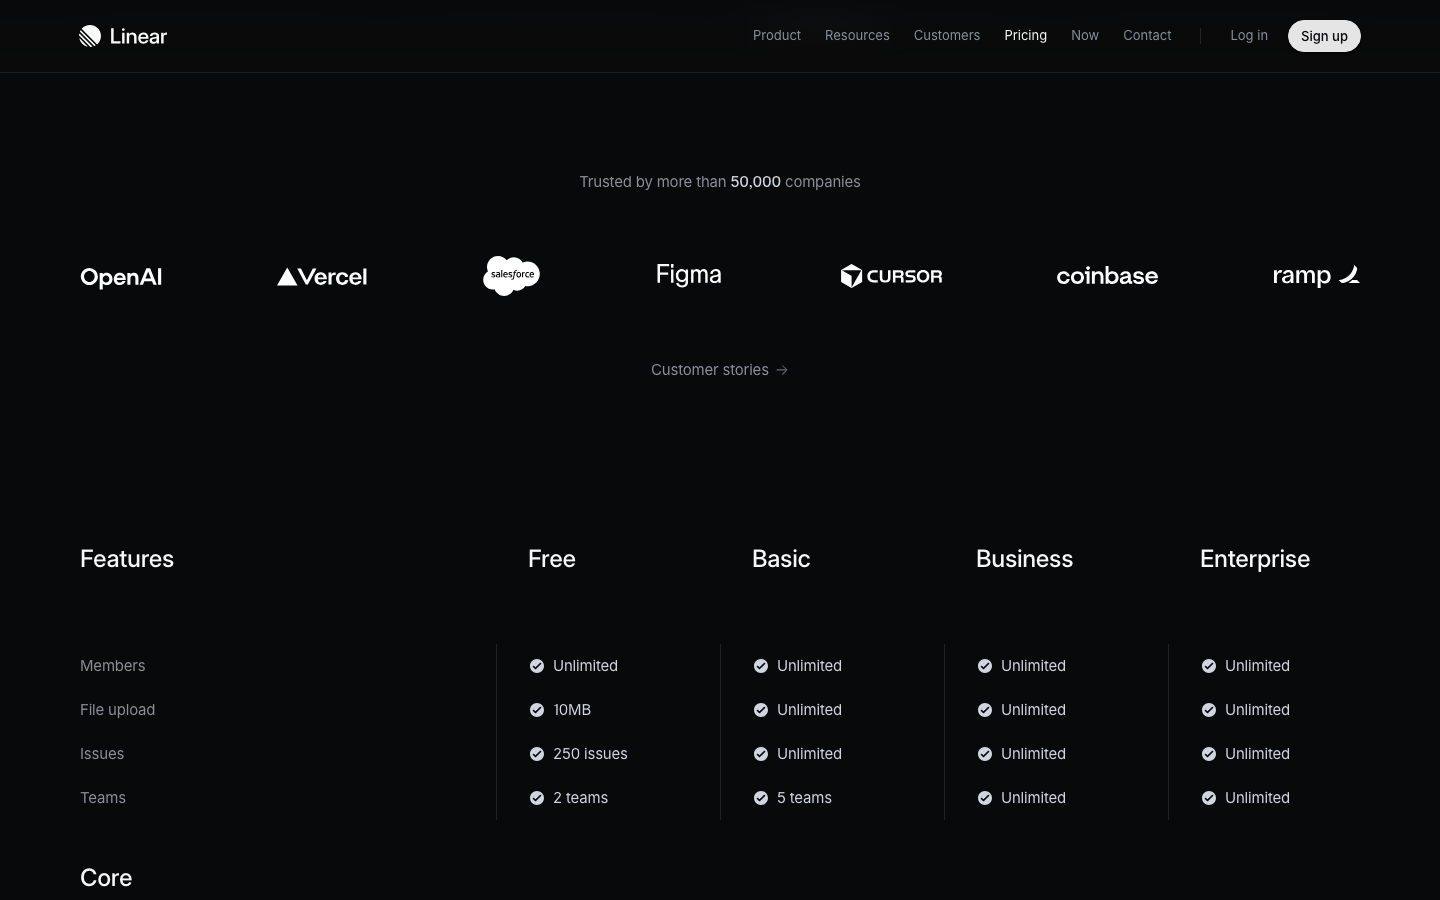 Linear
Product Resources Customers Pricing Now Contact Log in Sign up
Trusted by more than 50,000 companies
OpenAI Vercel salesforce Figma CURSOR coinbase ramp
Customer stories →
Features Free Basic Business Enterprise
Members Unlimited Unlimited Unlimited Unlimited
File upload 10MB Unlimited Unlimited Unlimited
Issues 250 issues Unlimited Unlimited Unlimited
Teams 2 teams 5 teams Unlimited Unlimited
Core